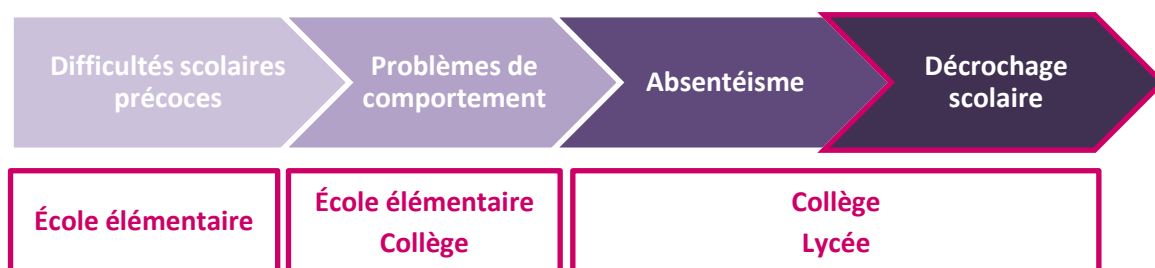 Difficultés scolaires
précoces
Problèmes de
comportement
Absentéisme
Décrochage
scolaire
École élémentaire
École élémentaire
Collège
Collège
Lycée